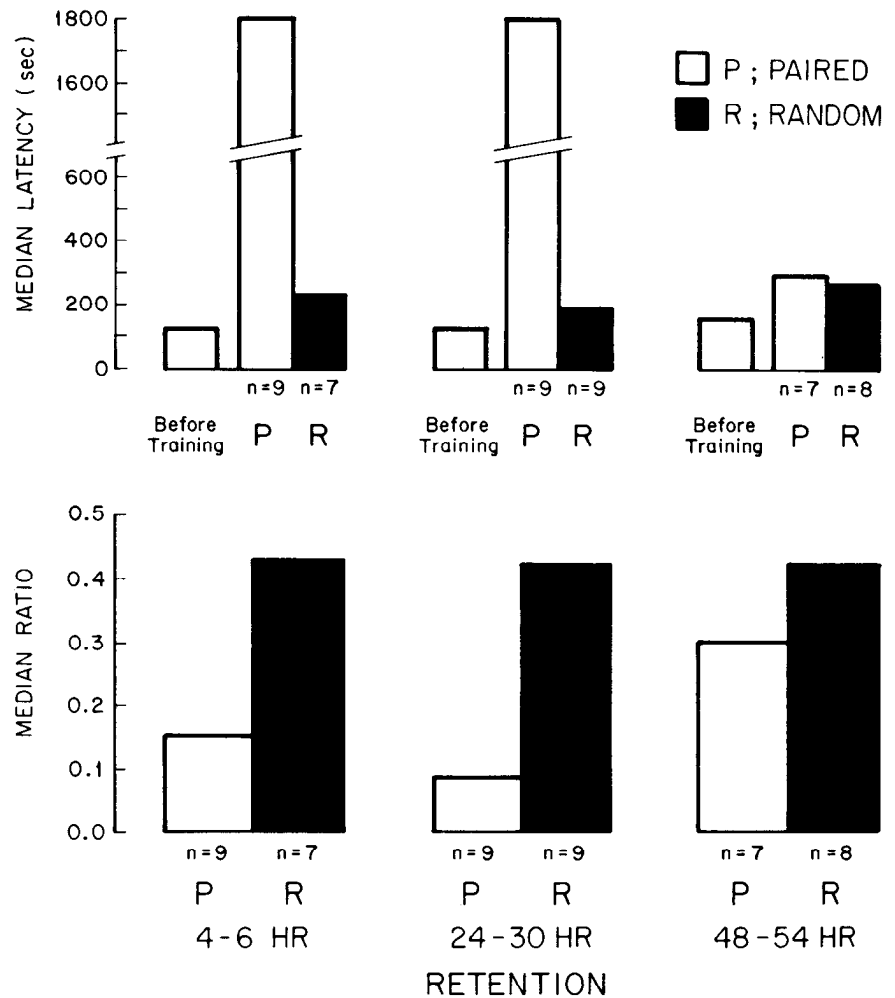 1800
1600
600
400
200
0
MEDIAN LATENCY (sec)
P ; PAIRED
R ; RANDOM
n=9 n=7
n=9 n=9
n=7 n=8
Before Training P R
Before Training P R
Before Training P R
0.5
0.4
0.3
0.2
0.1
0.0
MEDIAN RATIO
n=9 n=7
n=9 n=9
n=7 n=8
P R
P R
P R
4-6 HR
24-30 HR
48-54 HR
RETENTION